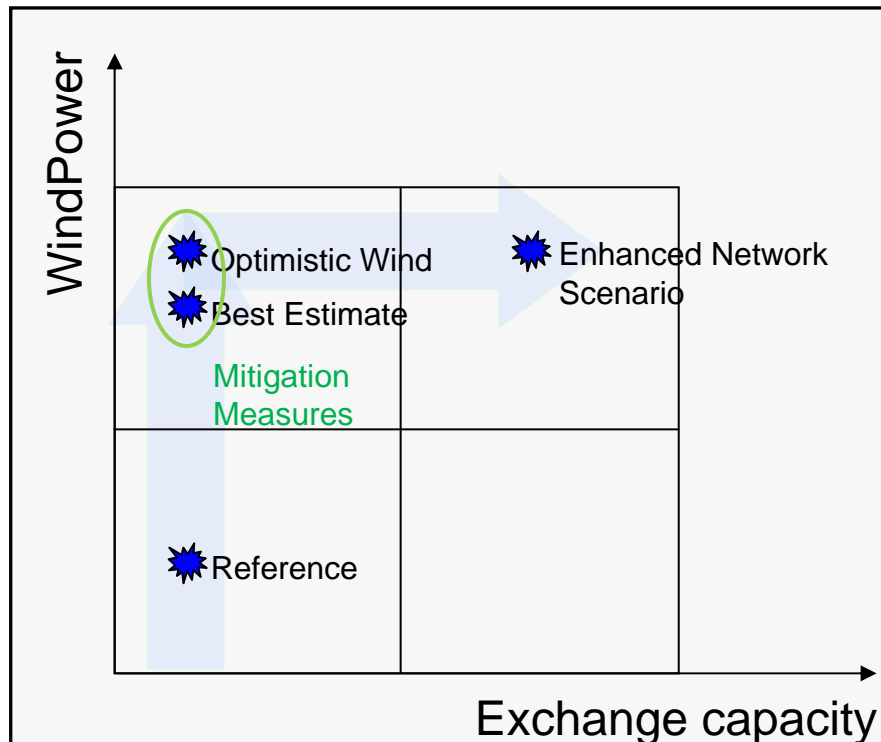 WindPower
Optimistic Wind
Enhanced Network
Scenario
Best Estimate
Mitigation
Measures
Reference
Exchange capacity